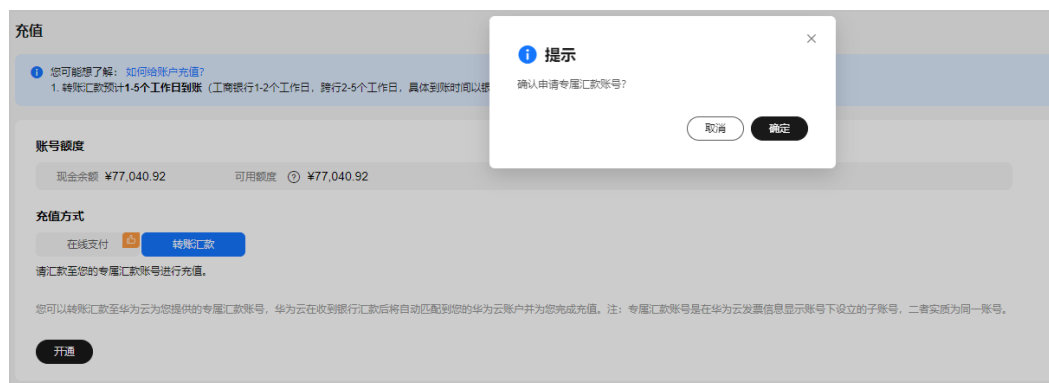 充值
提示
您可能想了解： 如何给账户充值?
1. 转账汇款预计1-5个工作日到账（工商银行1-2个工作日，跨行2-5个工作日，具体到账时间以银
确认申请专属汇款账号?
取消 确定
账号额度
现金余额 ¥77,040.92 可用额度 ¥77,040.92
充值方式
在线支付 转账汇款
请汇款至您的专属汇款账号进行充值。
您可以转账汇款至华为云为您提供的专属汇款账号，华为云在收到银行汇款后将自动匹配到您的华为云账户并为您完成充值。注：专属汇款账号是在华为云发票信息显示账号下设立的子账号，二者实质为同一账号。
开通